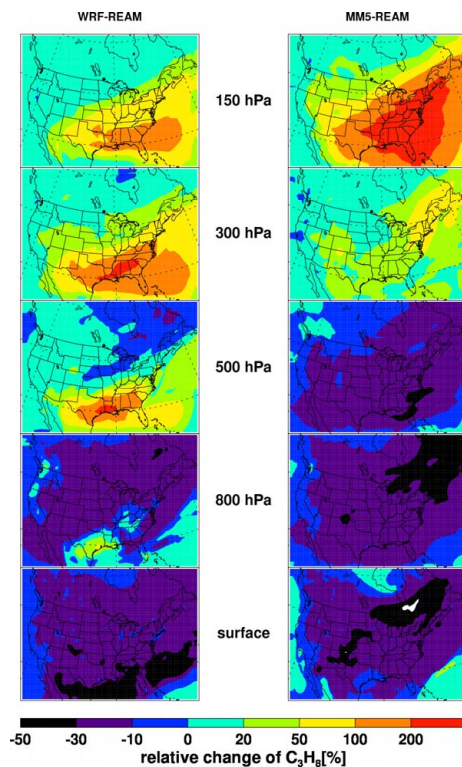 WRF-REAM MM5-REAM
150 hPa
300 hPa
500 hPa
800 hPa
surface
-50 -30 -10 0 20 50 100 200
relative change of C₃H₈[%]